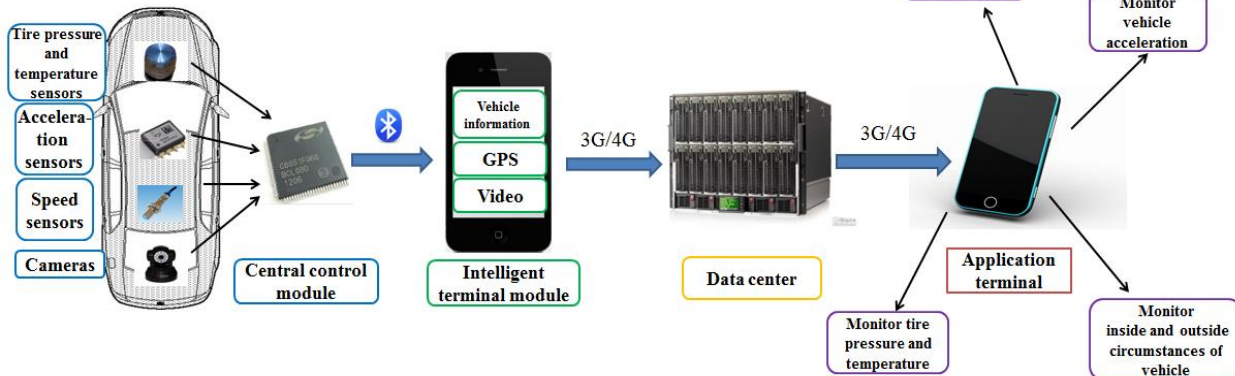 Tire pressure
and
temperature
sensors
Accelera-
tion
sensors
Speed
sensors
Cameras
C8051F060
1206
Central control
module
Vehicle
information
GPS
Video
Intelligent
terminal module
3G/4G
Data center
3G/4G
Application
terminal
Monitor
vehicle
acceleration
Monitor tire
pressure and
temperature
Monitor
inside and outside
circumstances of
vehicle